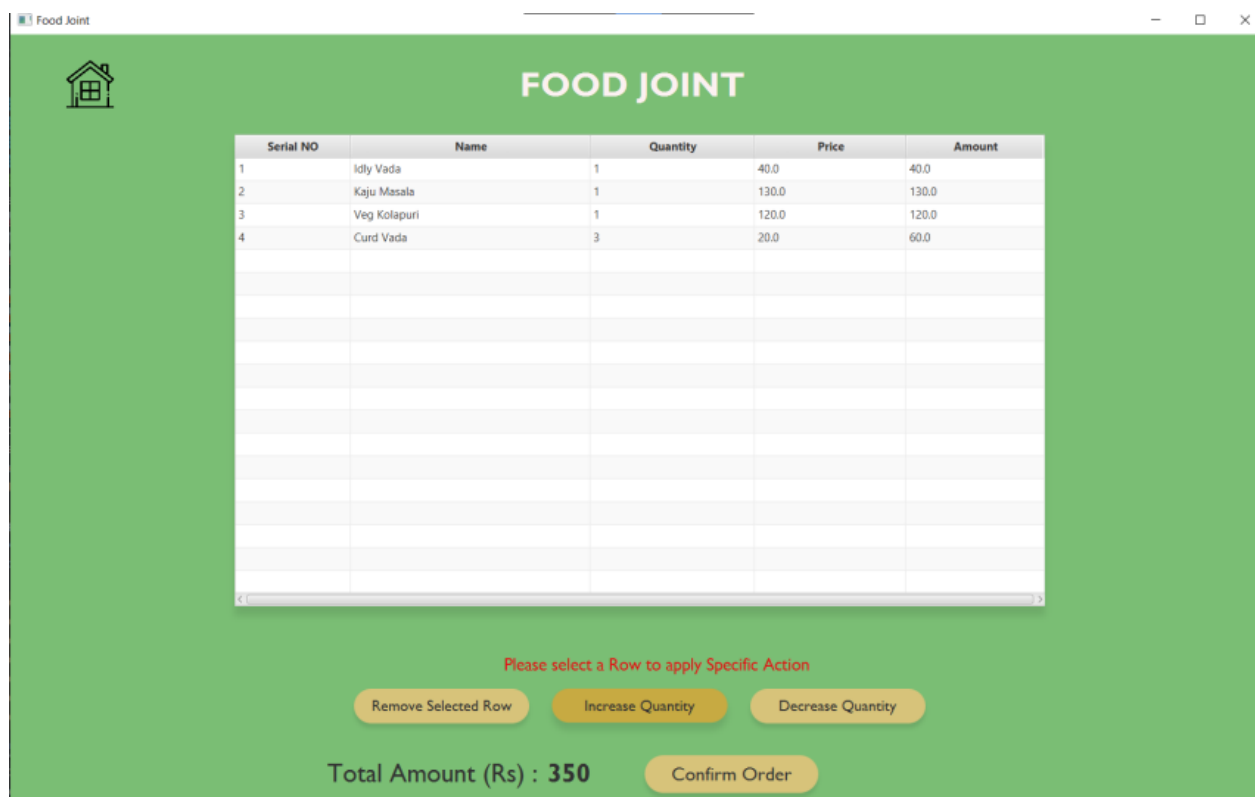 Food Joint
FOOD JOINT
Serial NO Name Quantity Price Amount
1 Idly Vada 1 40.0 40.0
2 Kaju Masala 1 130.0 130.0
3 Veg Kolapuri 1 120.0 120.0
4 Curd Vada 3 20.0 60.0
Please select a Row to apply Specific Action
Remove Selected Row Increase Quantity Decrease Quantity
Total Amount (Rs) : 350 Confirm Order